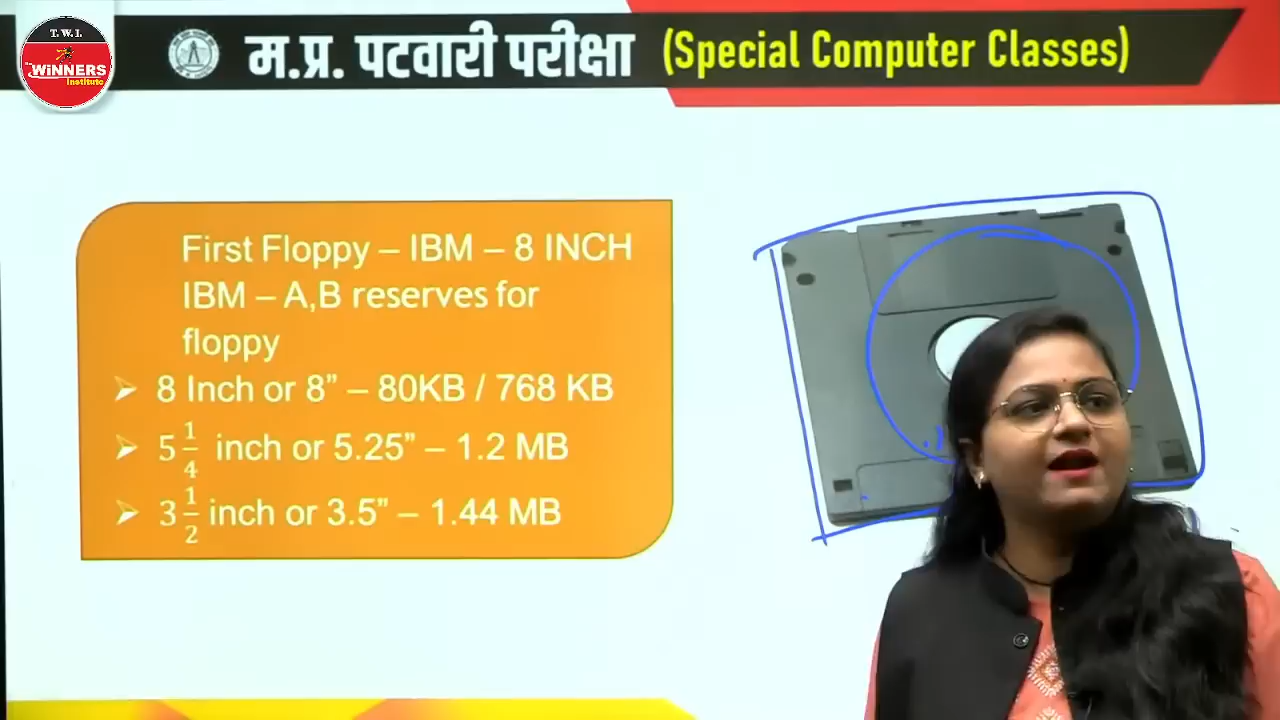 T.W.I.
The WiNNERS
institute
म.प्र. पटवारी परीक्षा (Special Computer Classes)
First Floppy – IBM – 8 INCH
IBM – A,B reserves for
floppy
➢ 8 Inch or 8” – 80KB / 768 KB
➢ 5 1/4 inch or 5.25” – 1.2 MB
➢ 3 1/2 inch or 3.5” – 1.44 MB